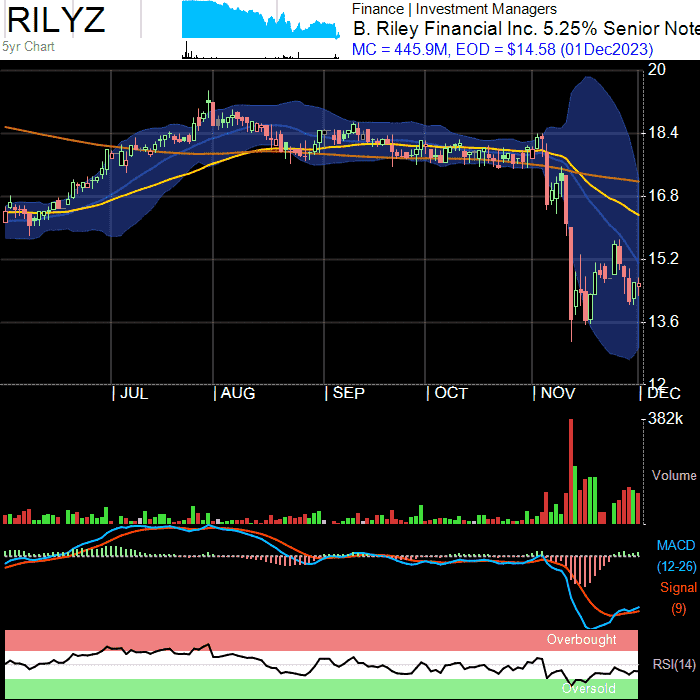 RILYZ
5yr Chart
Finance | Investment Managers
B. Riley Financial Inc. 5.25% Senior Note
MC = 445.9M, EOD = $14.58 (01Dec2023)
20
18.4
16.8
15.2
13.6
12
JUL AUG SEP OCT NOV DEC
382k
Volume
MACD
(12-26)
Signal
(9)
Overbought
RSI(14)
Oversold